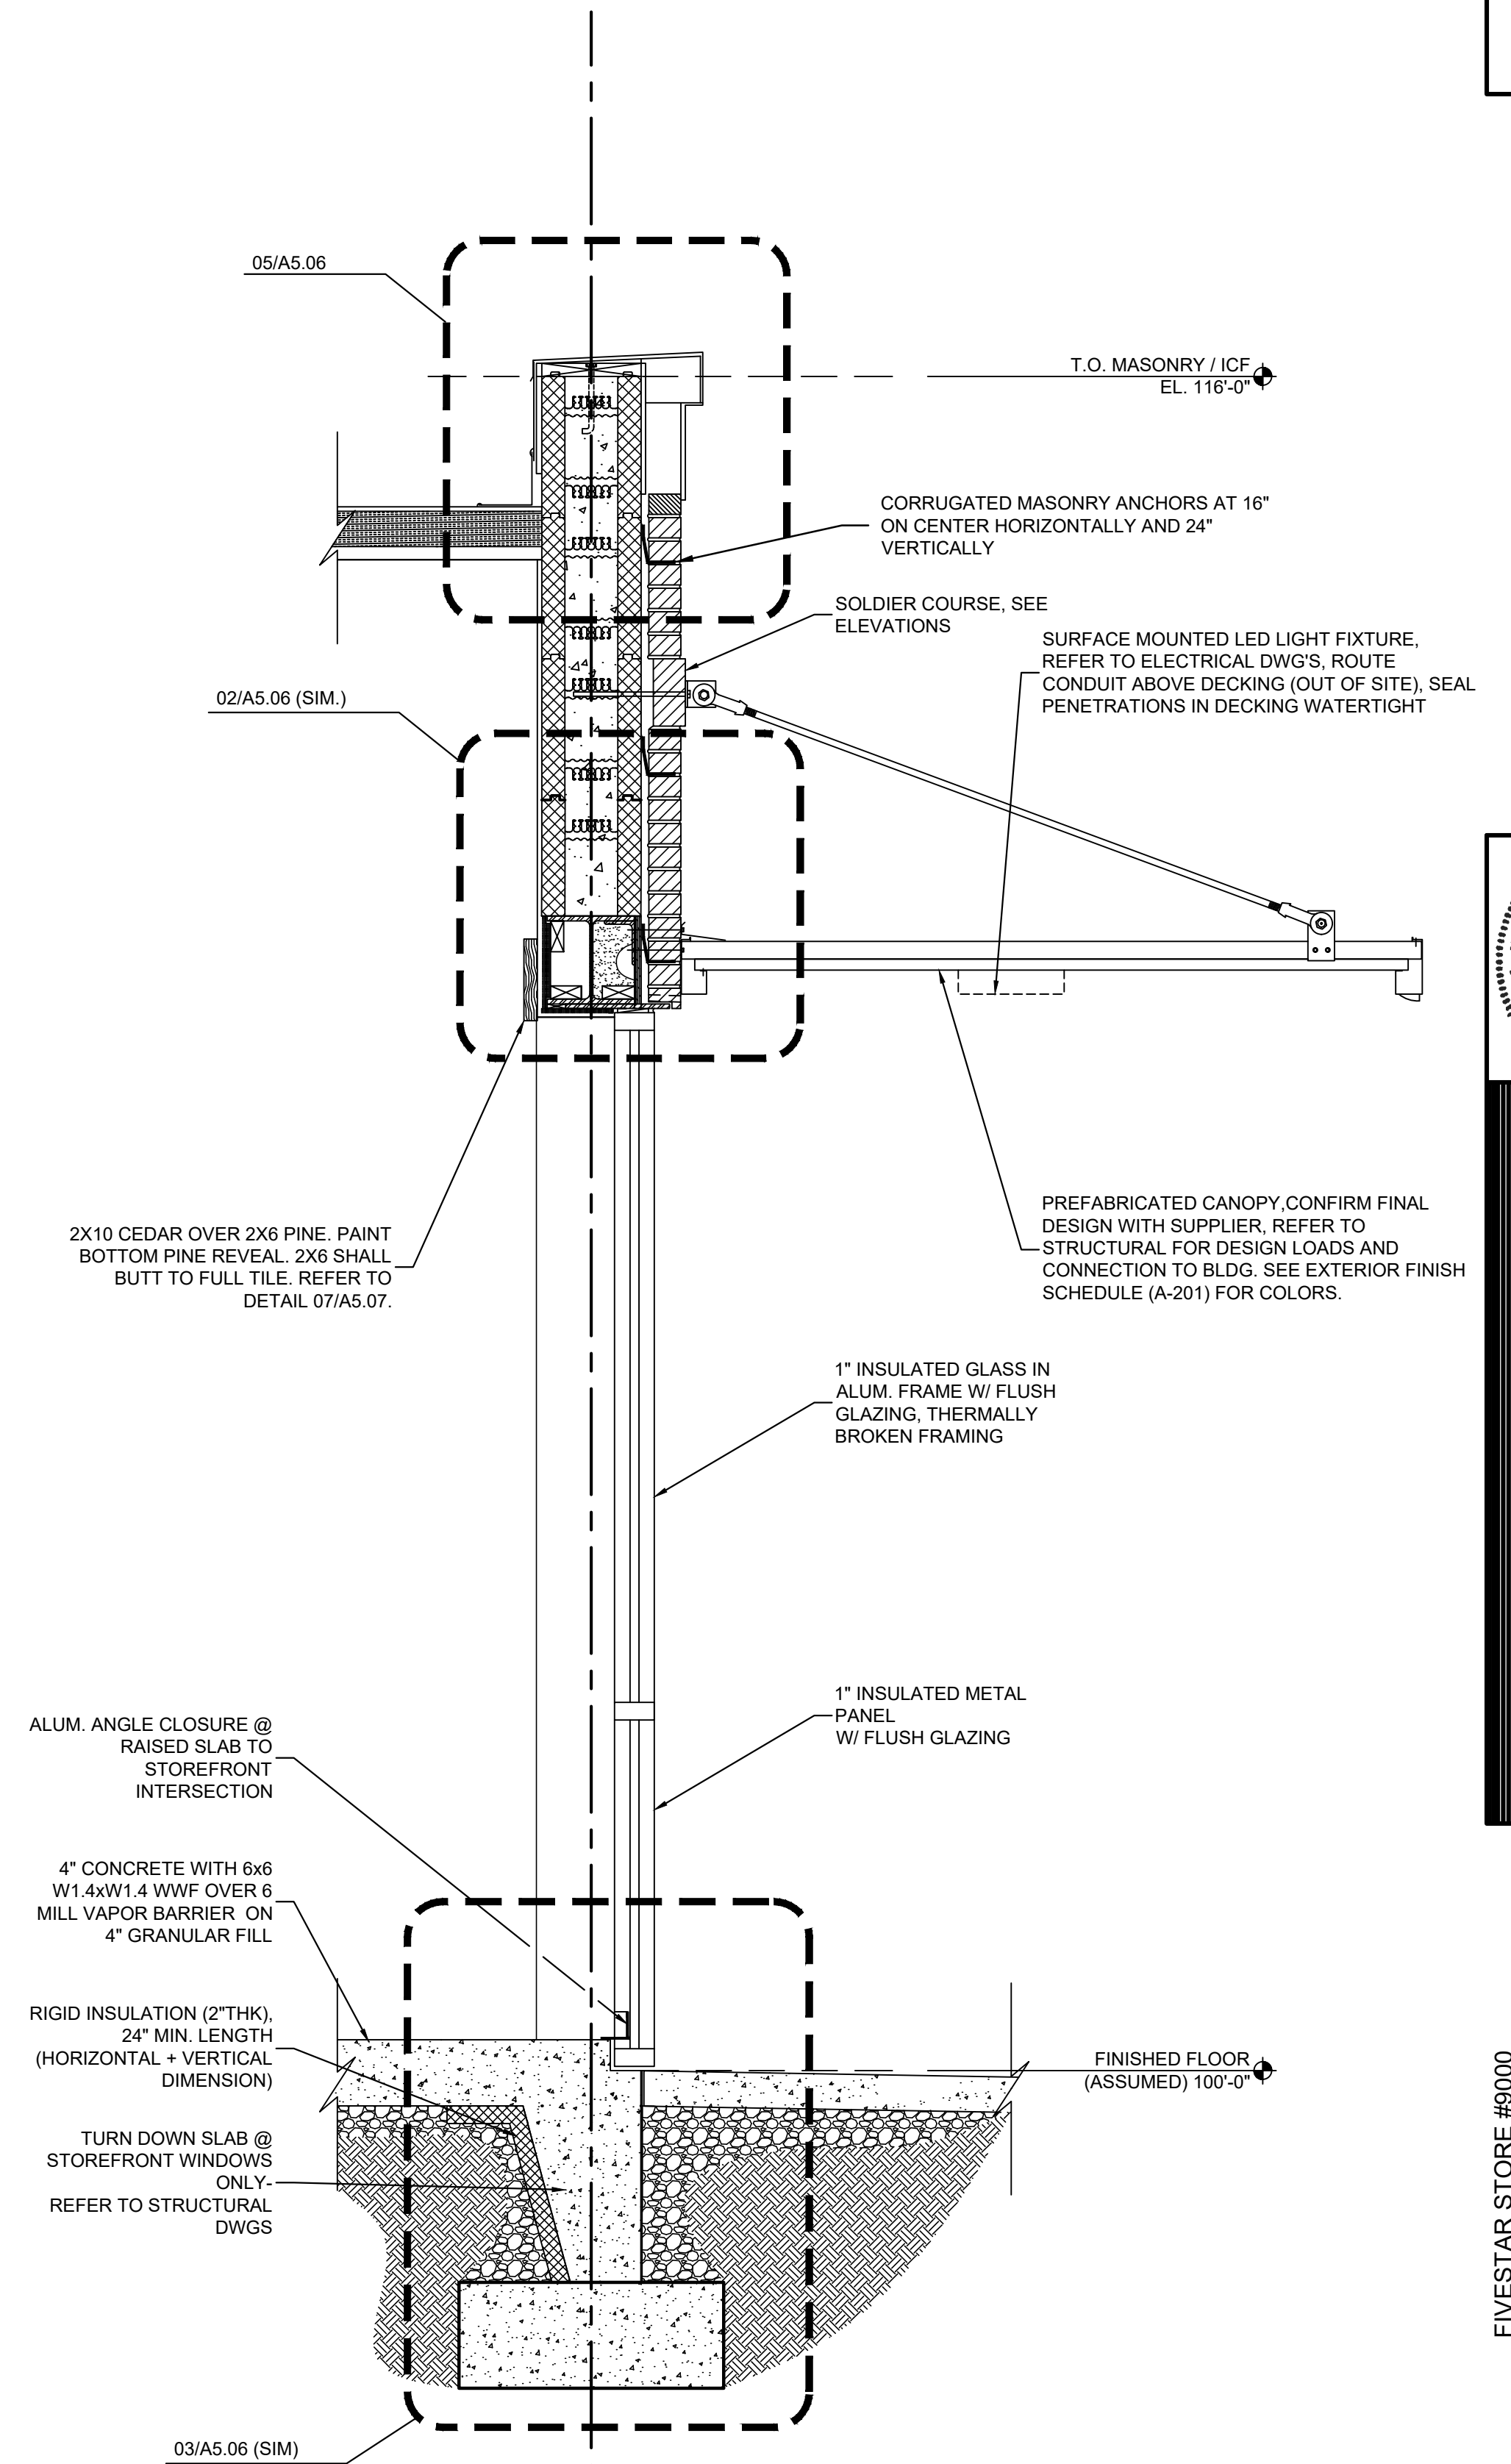 05/A5.06
T.O. MASONRY / ICF
EL. 116'-0"
CORRUGATED MASONRY ANCHORS AT 16"
ON CENTER HORIZONTALLY AND 24"
VERTICALLY
SOLDIER COURSE, SEE
ELEVATIONS
SURFACE MOUNTED LED LIGHT FIXTURE,
REFER TO ELECTRICAL DWG'S, ROUTE
CONDUIT ABOVE DECKING (OUT OF SITE), SEAL
PENETRATIONS IN DECKING WATERTIGHT
02/A5.06 (SIM.)
2X10 CEDAR OVER 2X6 PINE. PAINT
BOTTOM PINE REVEAL. 2X6 SHALL
BUTT TO FULL TILE. REFER TO
DETAIL 07/A5.07.
PREFABRICATED CANOPY,CONFIRM FINAL
DESIGN WITH SUPPLIER, REFER TO
STRUCTURAL FOR DESIGN LOADS AND
CONNECTION TO BLDG. SEE EXTERIOR FINISH
SCHEDULE (A-201) FOR COLORS.
1" INSULATED GLASS IN
ALUM. FRAME W/ FLUSH
GLAZING, THERMALLY
BROKEN FRAMING
1" INSULATED METAL
PANEL
W/ FLUSH GLAZING
ALUM. ANGLE CLOSURE @
RAISED SLAB TO
STOREFRONT
INTERSECTION
4" CONCRETE WITH 6x6
W1.4xW1.4 WWF OVER 6
MILL VAPOR BARRIER ON
4" GRANULAR FILL
RIGID INSULATION (2"THK),
24" MIN. LENGTH
(HORIZONTAL + VERTICAL
DIMENSION)
FINISHED FLOOR
(ASSUMED) 100'-0"
TURN DOWN SLAB @
STOREFRONT WINDOWS
ONLY-
REFER TO STRUCTURAL
DWGS
03/A5.06 (SIM)
FIVESTAR STORE #9000